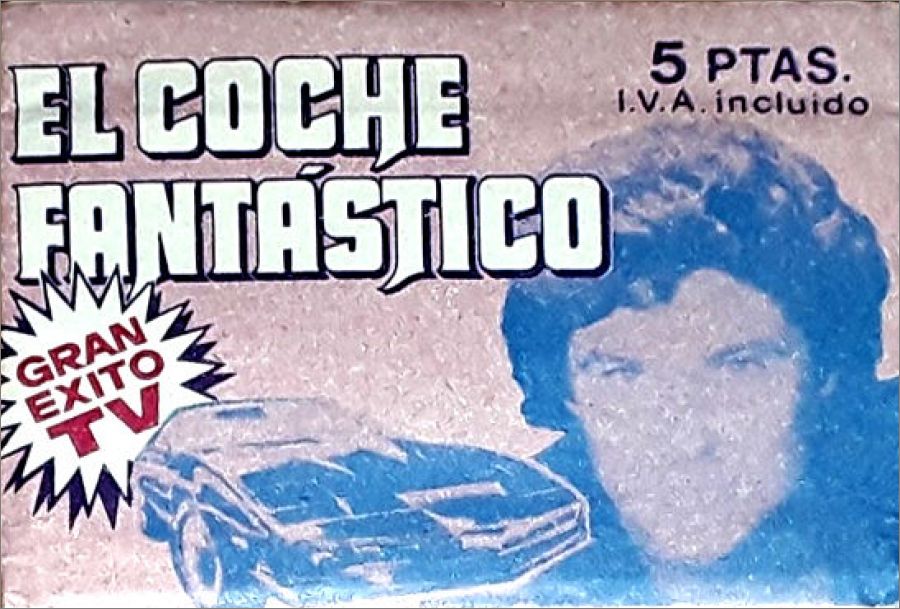 EL COCHE
FANTÁSTICO
5 PTAS.
I.V.A. incluido
GRAN
EXITO
TV